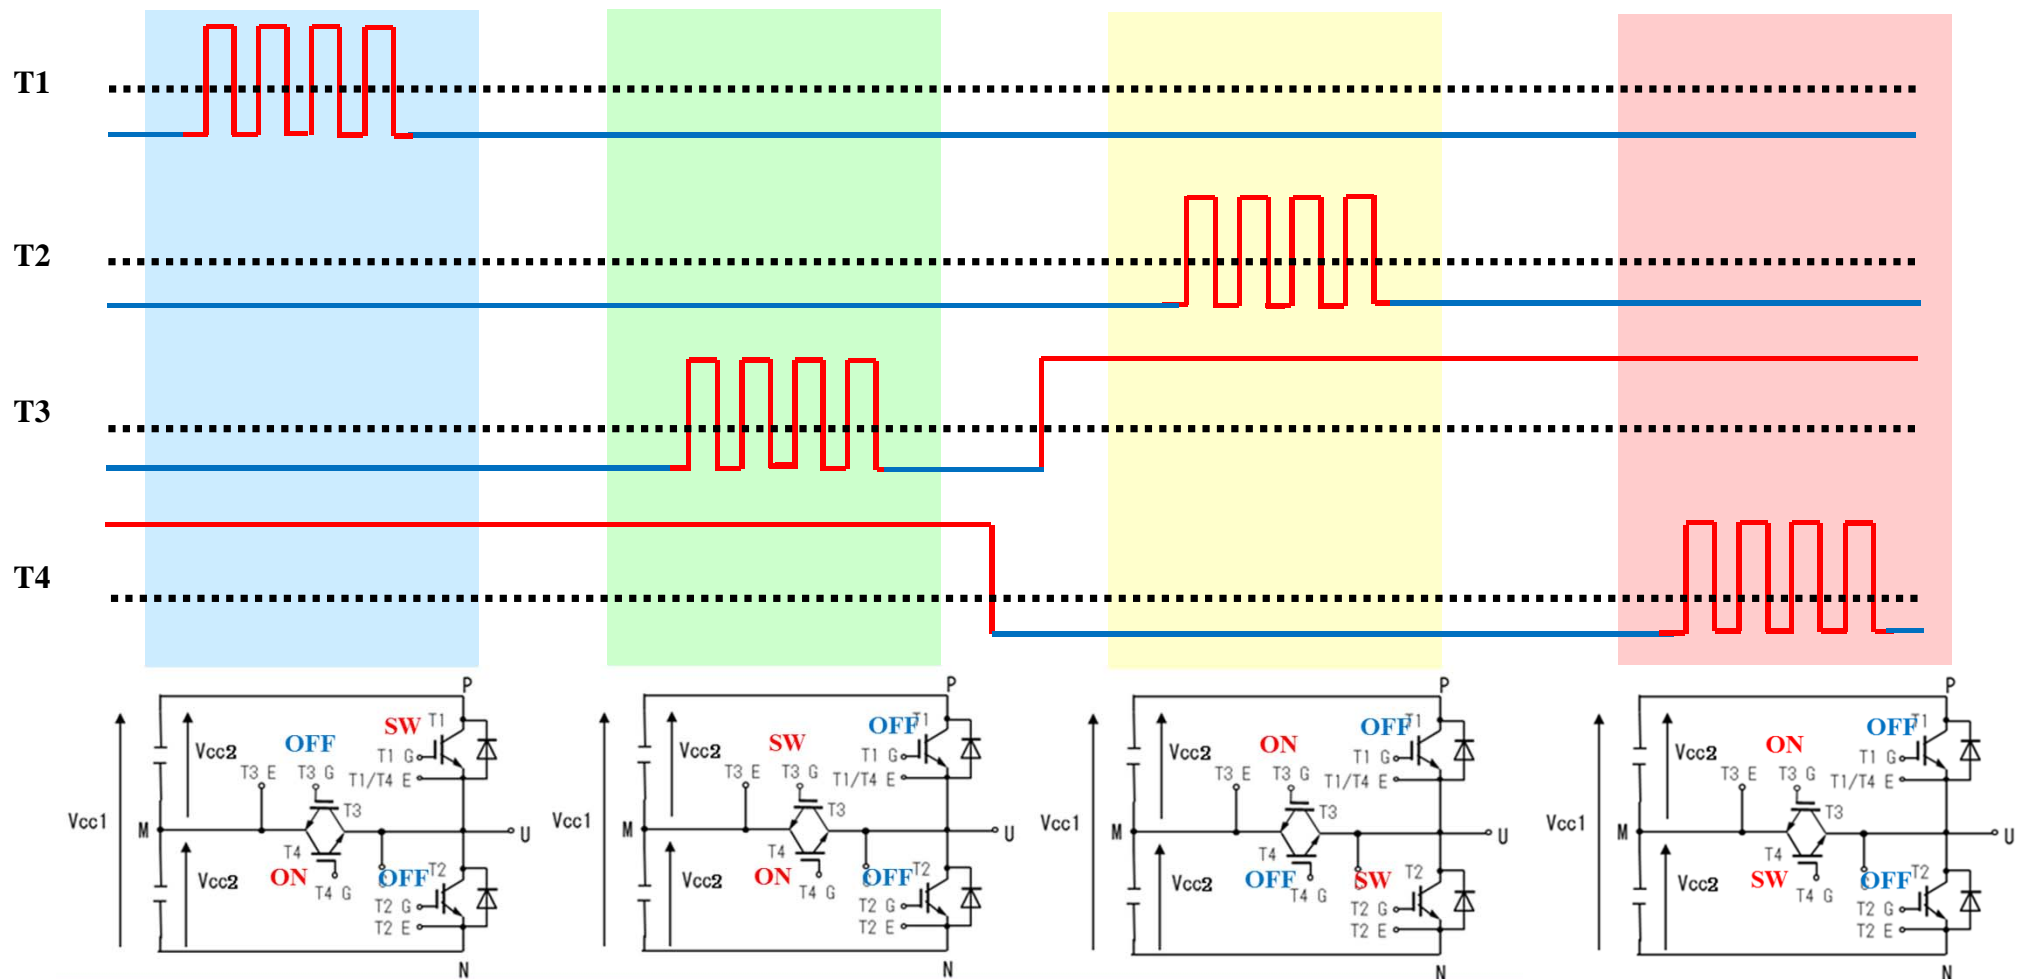 T1
T2
T3
T4
P
SW T1
OFF
Vcc2
T1 G
T3 E T3 G T1/T4 E
T3
Vcc1 M U
T4
T2
Vcc2 ON OFF
T4 G T2 G
T2 E
N
P
OFF T1
SW
Vcc2
T1 G
T3 E T3 G T1/T4 E
T3
Vcc1 M U
T4
T2
Vcc2 ON OFF
T4 G T2 G
T2 E
N
P
OFF T1
ON
Vcc2
T1 G
T3 E T3 G T1/T4 E
T3
Vcc1 M U
T4
T2
Vcc2 OFF SW
T4 G T2 G
T2 E
N
P
OFF T1
ON
Vcc2
T1 G
T3 E T3 G T1/T4 E
T3
Vcc1 M U
T4
T2
Vcc2 SW OFF
T4 G T2 G
T2 E
N